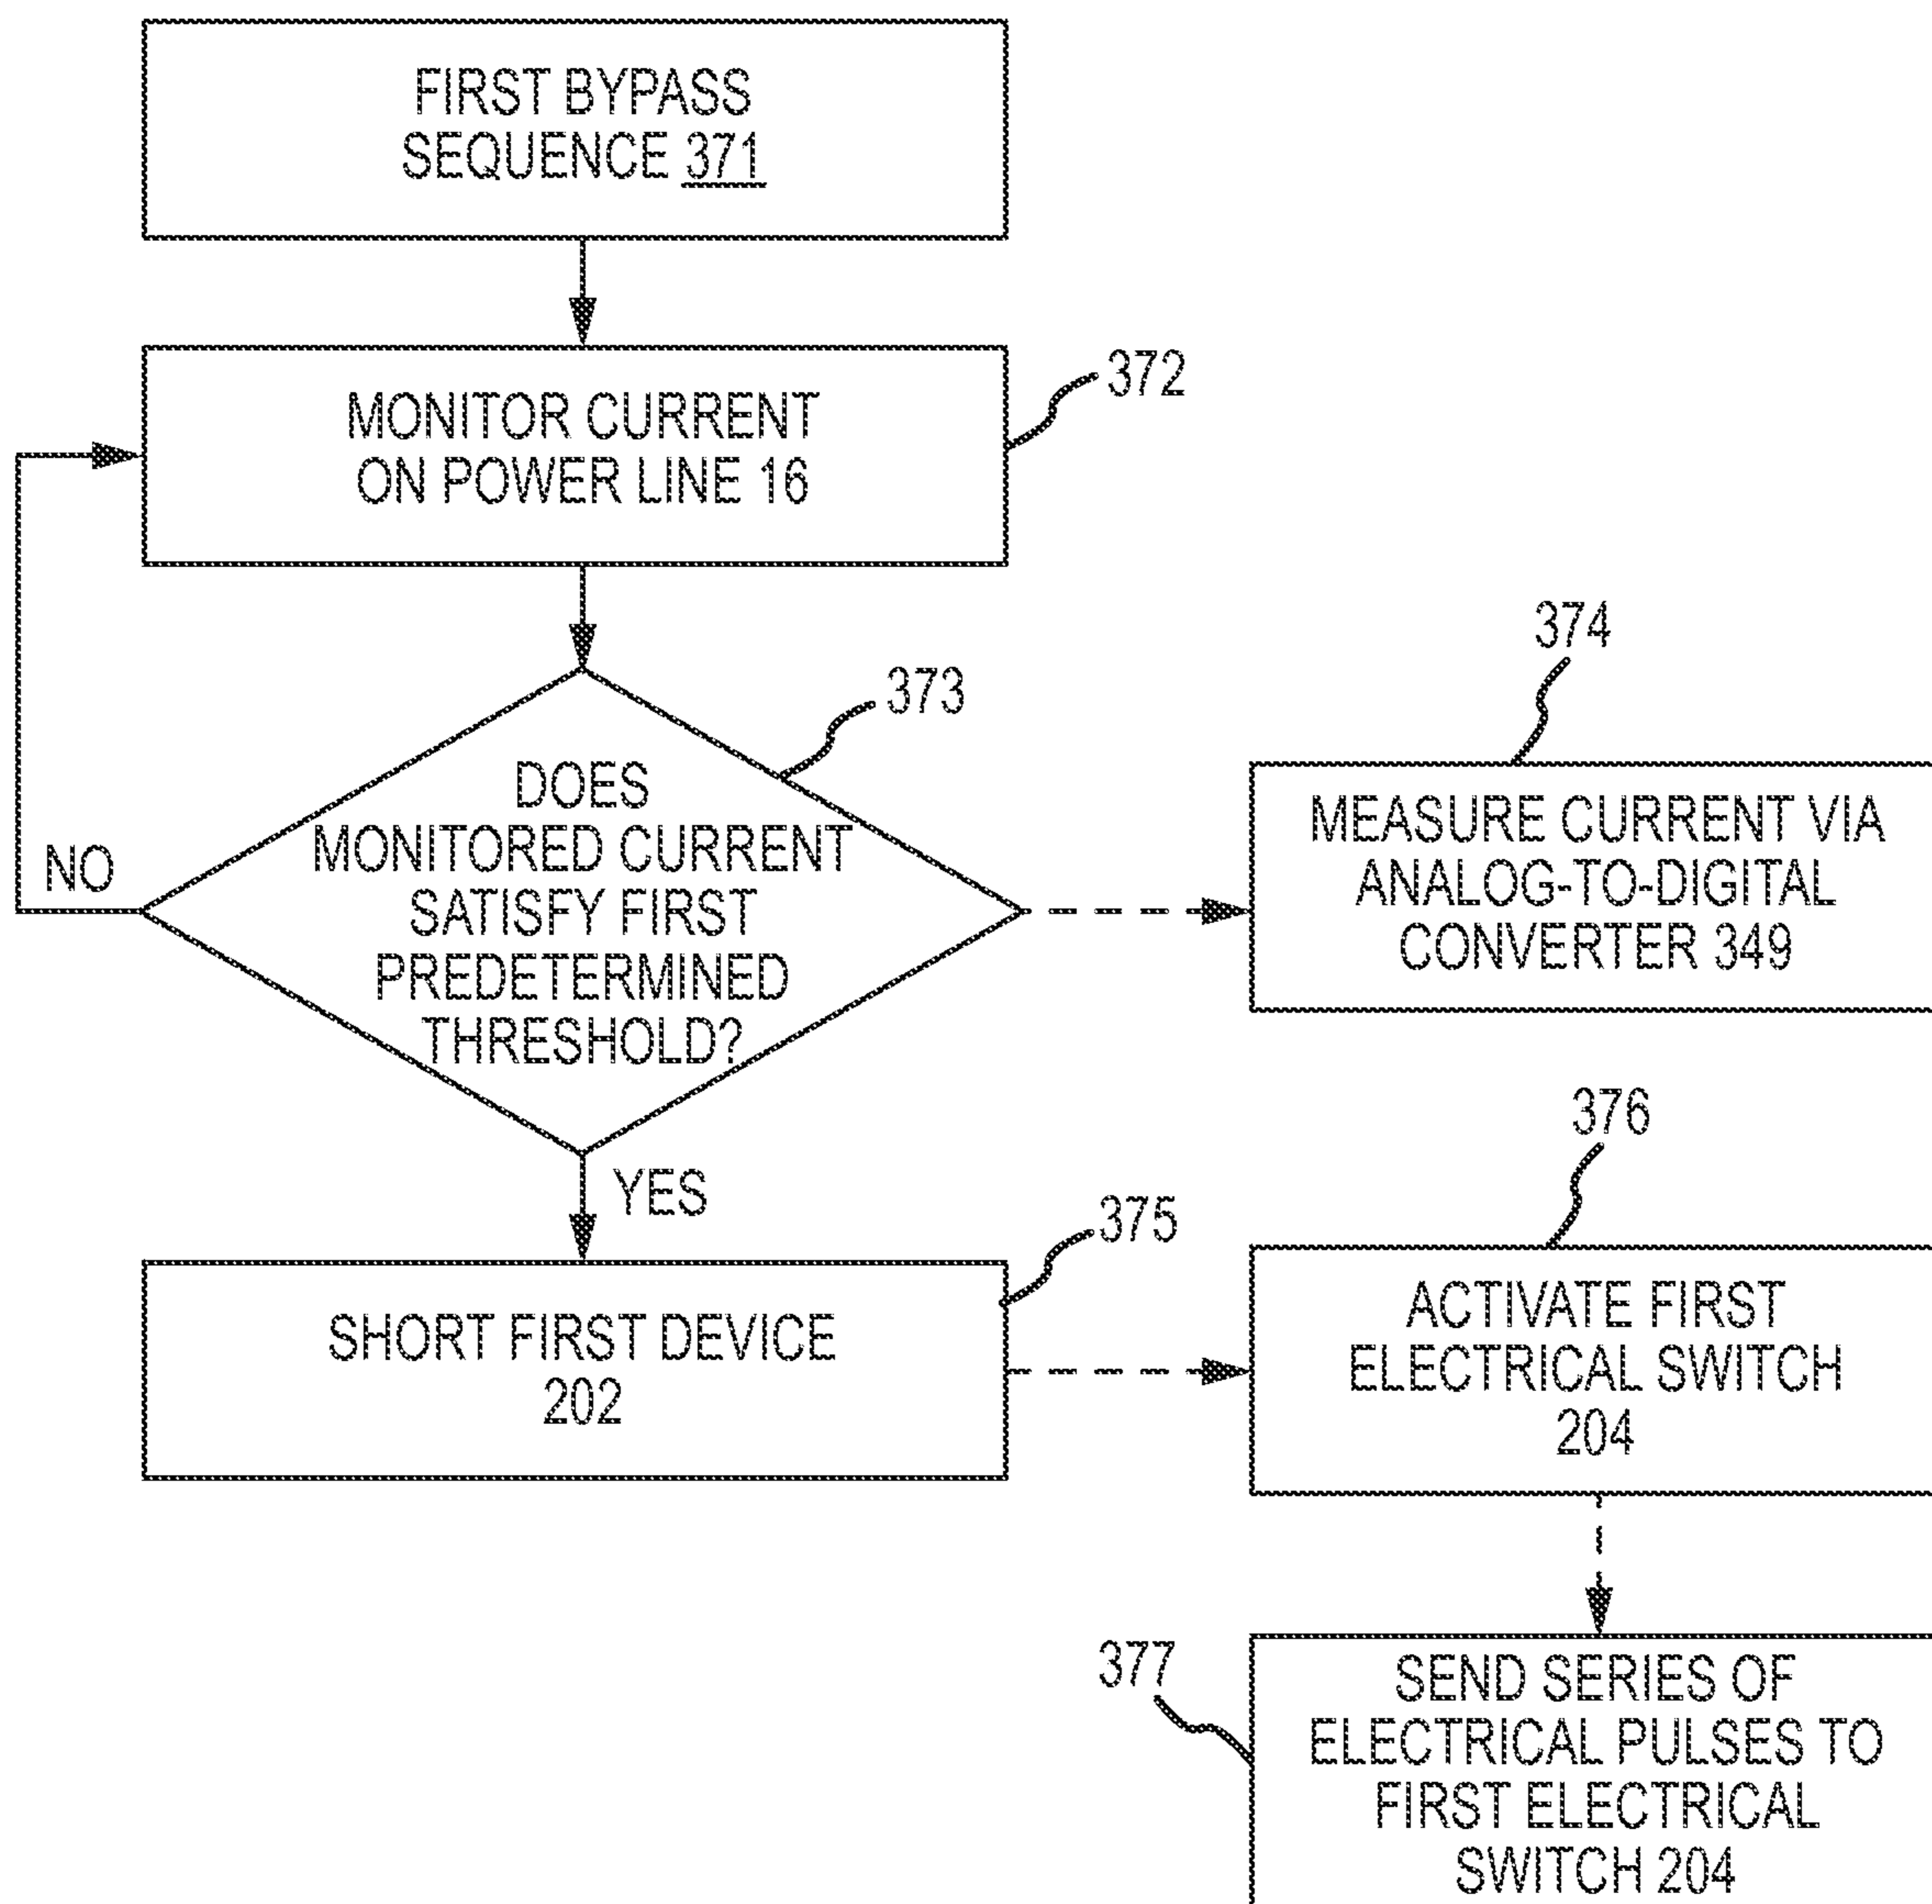 FIRST BYPASS
SEQUENCE 371
MONITOR CURRENT
ON POWER LINE 16
372
DOES
MONITORED CURRENT
SATISFY FIRST
PREDETERMINED
THRESHOLD?
373
NO
374
MEASURE CURRENT VIA
ANALOG-TO-DIGITAL
CONVERTER 349
YES
SHORT FIRST DEVICE
202
375
376
ACTIVATE FIRST
ELECTRICAL SWITCH
204
377
SEND SERIES OF
ELECTRICAL PULSES TO
FIRST ELECTRICAL
SWITCH 204